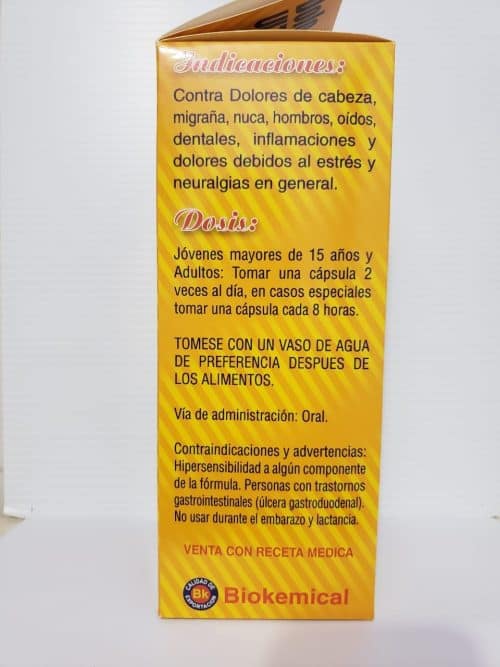 Indicaciones:
Contra Dolores de cabeza,
migraña, nuca, hombros, oídos,
dentales, inflamaciones y
dolores debidos al estrés y
neuralgias en general.
Dosis:
Jóvenes mayores de 15 años y
Adultos: Tomar una cápsula 2
veces al día, en casos especiales
tomar una cápsula cada 8 horas.
TOMESE CON UN VASO DE AGUA
DE PREFERENCIA DESPUES DE
LOS ALIMENTOS.
Vía de administración: Oral.
Contraindicaciones y advertencias:
Hipersensibilidad a algún componente
de la fórmula. Personas con trastornos
gastrointestinales (úlcera gastroduodenal).
No usar durante el embarazo y lactancia.
VENTA CON RECETA MEDICA
CALIDAD DE
Bk
EXPORTACION
Biokemical